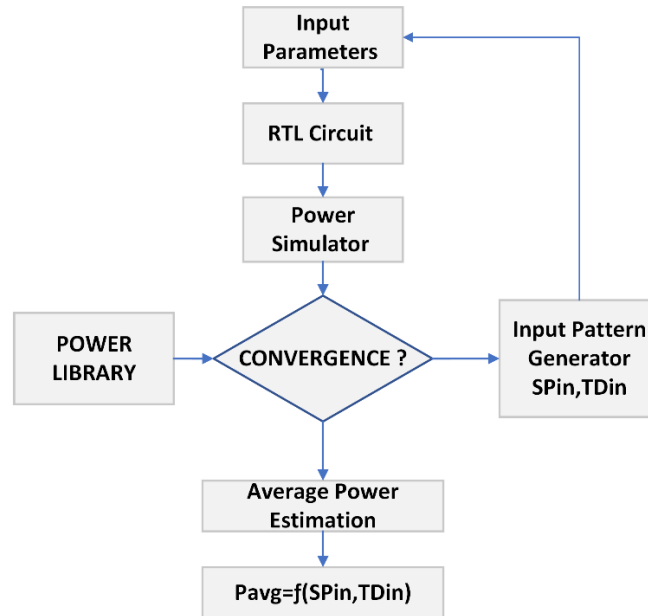 Input
Parameters
RTL Circuit
Power
Simulator
POWER
LIBRARY
CONVERGENCE ?
Input Pattern
Generator
SPin,TDin
Average Power
Estimation
Pavg=ƒ(SPin,TDin)